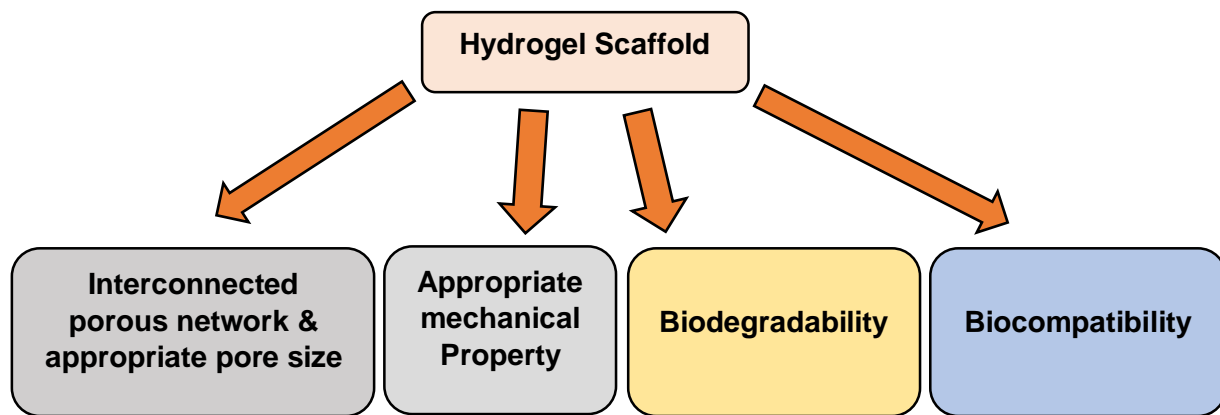 Hydrogel Scaffold
Interconnected
porous network &
appropriate pore size
Appropriate
mechanical
Property
Biodegradability
Biocompatibility